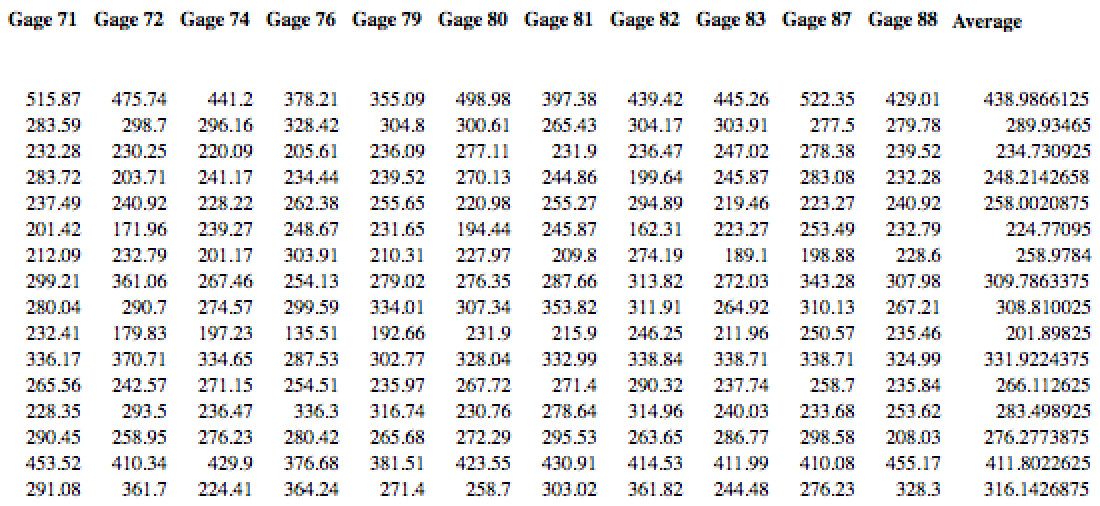 Gage 71 Gage 72 Gage 74 Gage 76 Gage 79 Gage 80 Gage 81 Gage 82 Gage 83 Gage 87 Gage 88 Average
515.87 475.74 441.2 378.21 355.09 498.98 397.38 439.42 445.26 522.35 429.01 438.9866125
283.59 298.7 296.16 328.42 304.8 300.61 265.43 304.17 303.91 277.5 279.78 289.93465
232.28 230.25 220.09 205.61 236.09 277.11 231.9 236.47 247.02 278.38 239.52 234.730925
283.72 203.71 241.17 234.44 239.52 270.13 244.86 199.64 245.87 283.08 232.28 248.2142658
237.49 240.92 228.22 262.38 255.65 220.98 255.27 294.89 219.46 223.27 240.92 258.0020875
201.42 171.96 239.27 248.67 231.65 194.44 245.87 162.31 223.27 253.49 232.79 224.77095
212.09 232.79 201.17 303.91 210.31 227.97 209.8 274.19 189.1 198.88 228.6 258.9784
299.21 361.06 267.46 254.13 279.02 276.35 287.66 313.82 272.03 343.28 307.98 309.7863375
280.04 290.7 274.57 299.59 334.01 307.34 353.82 311.91 264.92 310.13 267.21 308.810025
232.41 179.83 197.23 135.51 192.66 231.9 215.9 246.25 211.96 250.57 235.46 201.89825
336.17 370.71 334.65 287.53 302.77 328.04 332.99 338.84 338.71 338.71 324.99 331.9224375
265.56 242.57 271.15 254.51 235.97 267.72 271.4 290.32 237.74 258.7 235.84 266.112625
228.35 293.5 236.47 336.3 316.74 230.76 278.64 314.96 240.03 233.68 253.62 283.498925
290.45 258.95 276.23 280.42 265.68 272.29 295.53 263.65 286.77 298.58 208.03 276.2773875
453.52 410.34 429.9 376.68 381.51 423.55 430.91 414.53 411.99 410.08 455.17 411.8022625
291.08 361.7 224.41 364.24 271.4 258.7 303.02 361.82 244.48 276.23 328.3 316.1426875